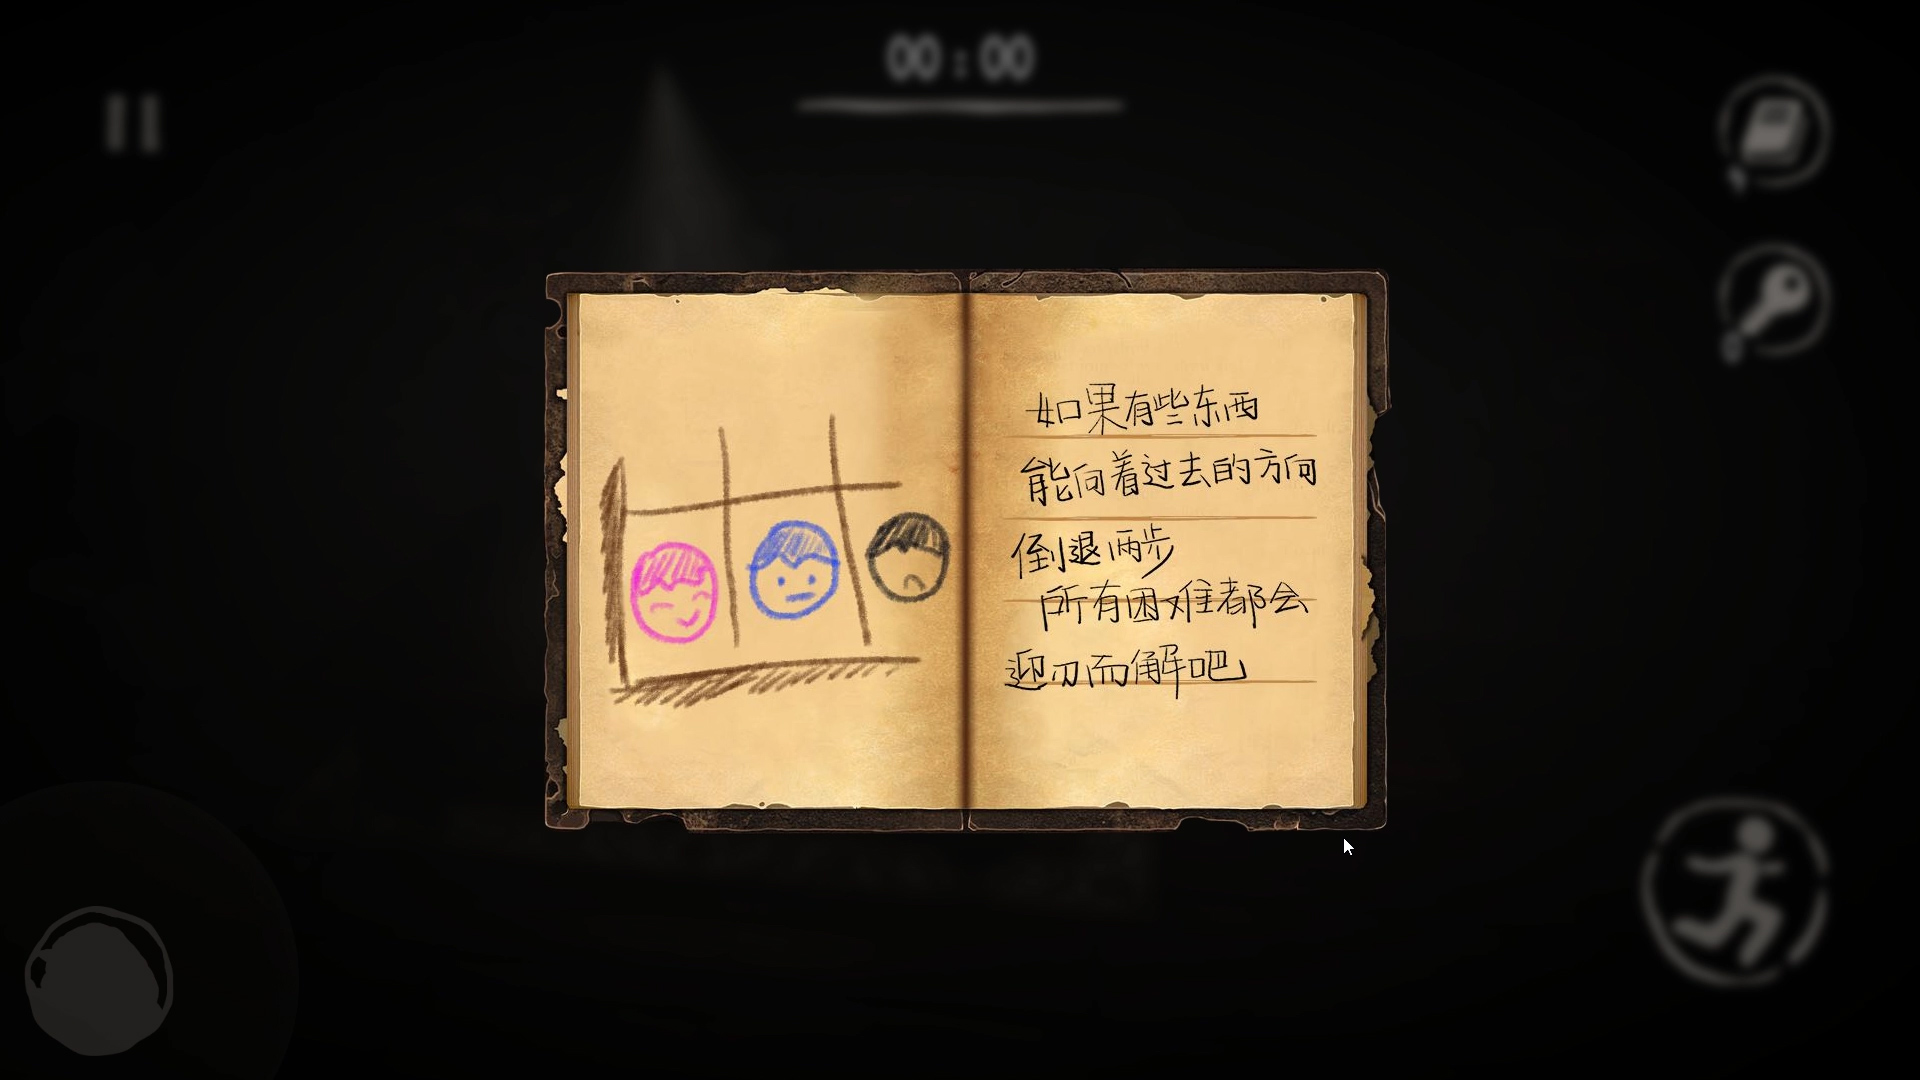 00:00
如果有些东西
能向着过去的方向
倒退两步
所有困难都会
迎刃而解吧